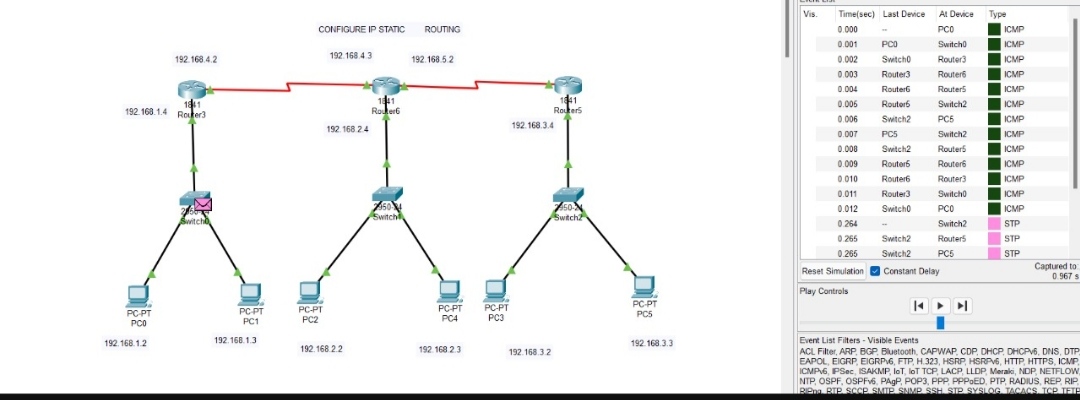 CONFIGURE IP STATIC ROUTING
192.168.4.2
192.168.4.3
192.168.5.2
1841
Router3
1841
Router6
1841
Router5
192.168.1.4
192.168.2.4
192.168.3.4
2950-24
Switch0
2950-24
2950-24
Switch2
PC-PT
PC0
PC-PT
PC1
PC-PT
PC2
PC-PT
PC4
PC-PT
PC3
PC-PT
PC5
192.168.1.2
192.168.1.3
192.168.2.2
192.168.2.3
192.168.3.2
192.168.3.3
Event List
Vis. Time(sec) Last Device At Device Type
0.000 -- PC0 ICMP
0.001 PC0 Switch0 ICMP
0.002 Switch0 Router3 ICMP
0.003 Router3 Router6 ICMP
0.004 Router6 Router5 ICMP
0.005 Router5 Switch2 ICMP
0.006 Switch2 PC5 ICMP
0.007 PC5 Switch2 ICMP
0.008 Switch2 Router5 ICMP
0.009 Router5 Router6 ICMP
0.010 Router6 Router3 ICMP
0.011 Router3 Switch0 ICMP
0.012 Switch0 PC0 ICMP
0.264 -- Switch2 STP
0.265 Switch2 Router5 STP
0.265 Switch2 PC5 STP
Reset Simulation Constant Delay Captured to:
0.967 s
Play Controls
Event List Filters - Visible Events
ACL Filter, ARP, BGP, Bluetooth, CAPWAP, CDP, DHCP, DHCPv6, DNS, DTP,
EAPOL, EIGRP, EIGRPv6, FTP, H.323, HSRP, HSRPv6, HTTP, HTTPS, ICMP,
ICMPv6, IPSec, ISAKMP, IoT, IoT TCP, LACP, LLDP, Meraki, NDP, NETFLOW,
NTP, OSPF, OSPFv6, PAgP, POP3, PPP, PPPoED, PTP, RADIUS, REP, RIP,
RIPng, RTP, SCCP, SMTP, SNMP, SSH, STP, SYSLOG, TACACS, TCP, TFTP,